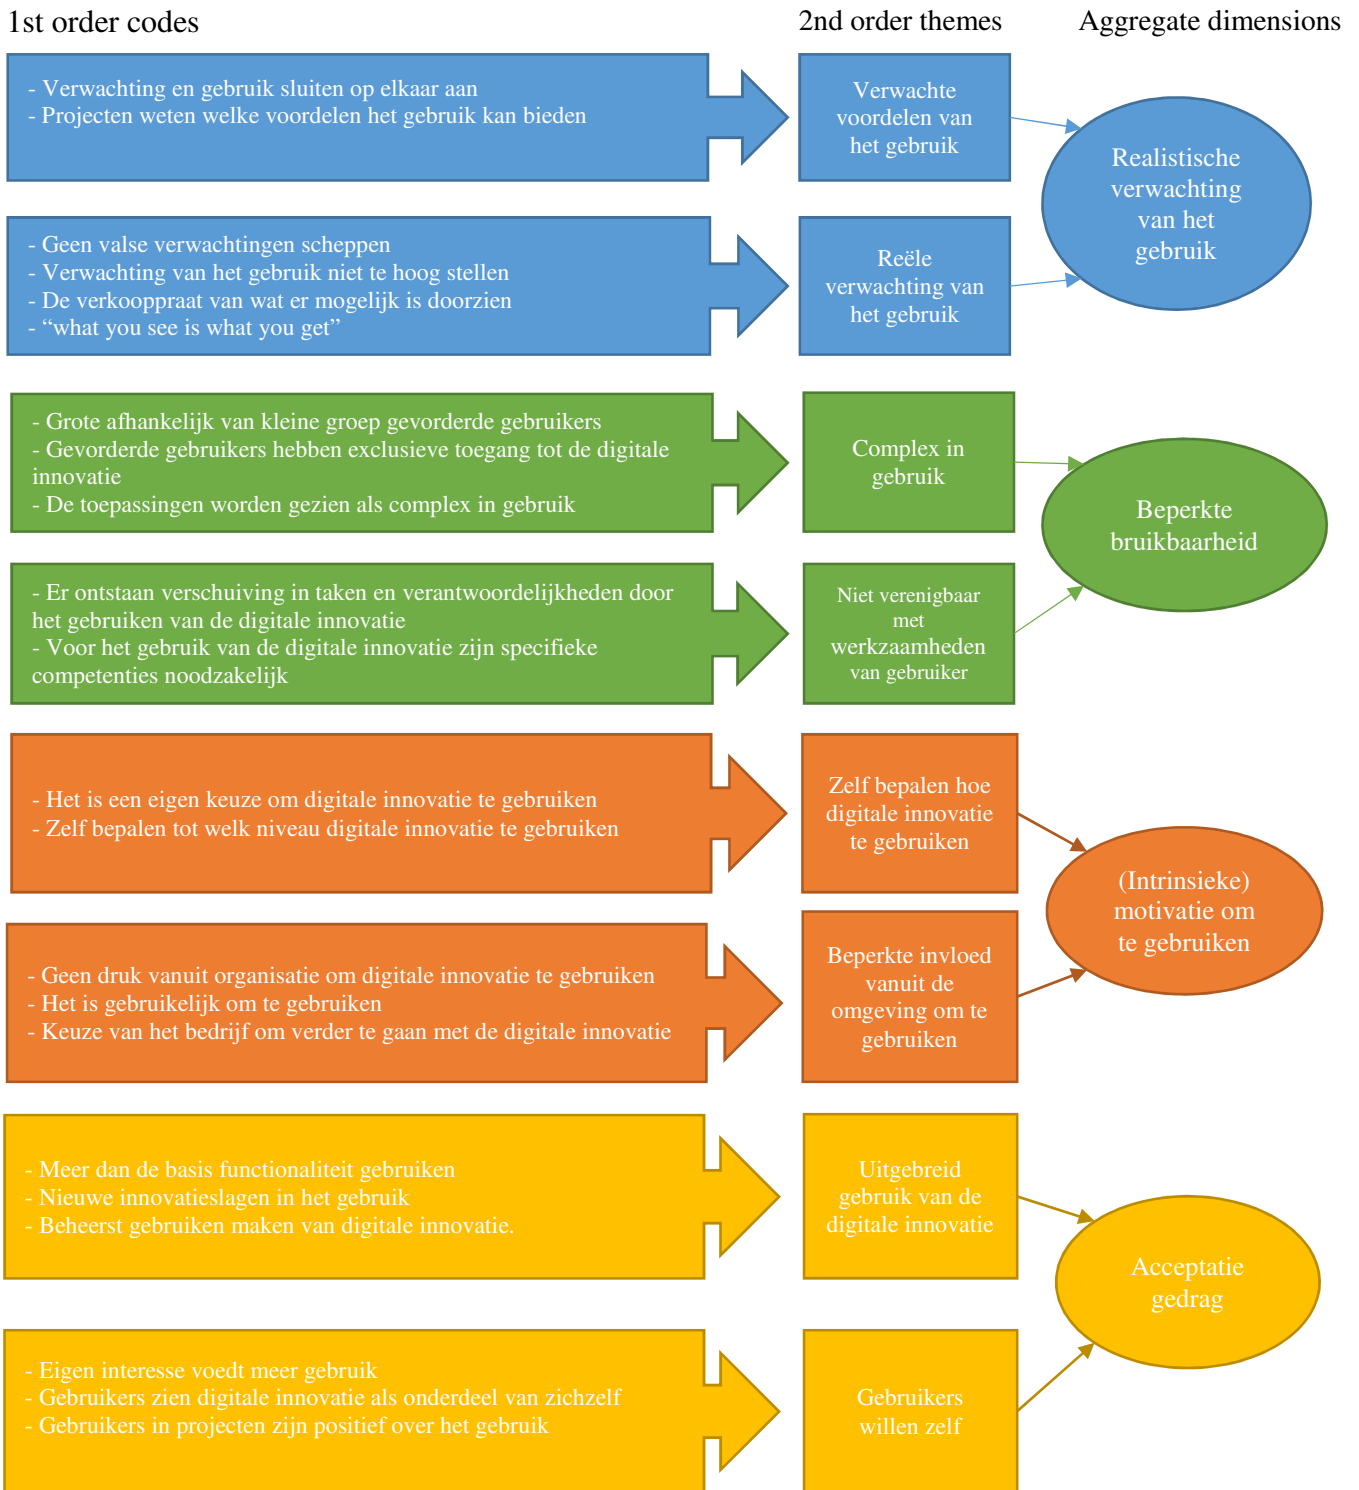 1st order codes
2nd order themes
Aggregate dimensions
- Verwachting en gebruik sluiten op elkaar aan
- Projecten weten welke voordelen het gebruik kan bieden
Verwachte
voordelen van
het gebruik
Realistische
verwachting
van het
gebruik
- Geen valse verwachtingen scheppen
- Verwachting van het gebruik niet te hoog stellen
- De verkooppraat van wat er mogelijk is doorzien
- “what you see is what you get”
Reële
verwachting van
het gebruik
- Grote afhankelijk van kleine groep gevorderde gebruikers
- Gevorderde gebruikers hebben exclusieve toegang tot de digitale
innovatie
- De toepassingen worden gezien als complex in gebruik
Complex in
gebruik
Beperkte
bruikbaarheid
- Er ontstaan verschuiving in taken en verantwoordelijkheden door
het gebruiken van de digitale innovatie
- Voor het gebruik van de digitale innovatie zijn specifieke
competenties noodzakelijk
Niet verenigbaar
met
werkzaamheden
van gebruiker
- Het is een eigen keuze om digitale innovatie te gebruiken
- Zelf bepalen tot welk niveau digitale innovatie te gebruiken
Zelf bepalen hoe
digitale innovatie
te gebruiken
(Intrinsieke)
motivatie om
te gebruiken
- Geen druk vanuit organisatie om digitale innovatie te gebruiken
- Het is gebruikelijk om te gebruiken
- Keuze van het bedrijf om verder te gaan met de digitale innovatie
Beperkte invloed
vanuit de
omgeving om te
gebruiken
- Meer dan de basis functionaliteit gebruiken
- Nieuwe innovatieslagen in het gebruik
- Beheerst gebruiken maken van digitale innovatie.
Uitgebreid
gebruik van de
digitale innovatie
Acceptatie
gedrag
- Eigen interesse voedt meer gebruik
- Gebruikers zien digitale innovatie als onderdeel van zichzelf
- Gebruikers in projecten zijn positief over het gebruik
Gebruikers
willen zelf